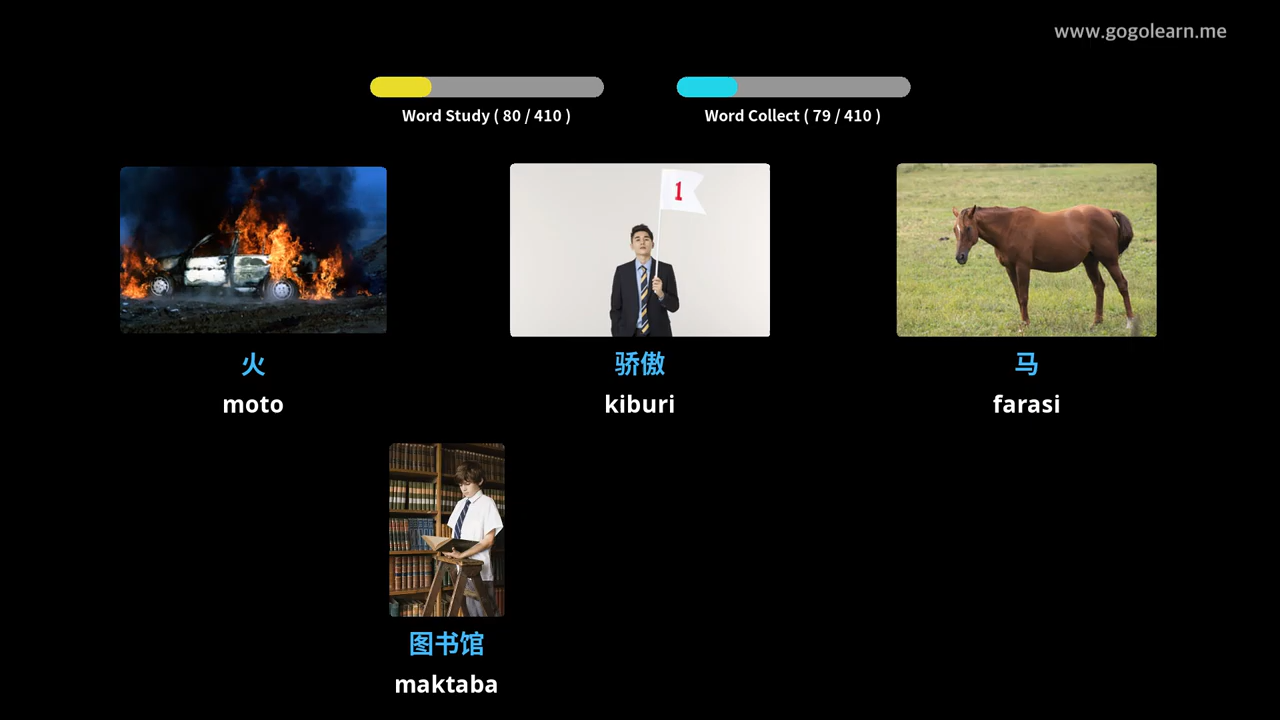 www.gogolearn.me
Word Study ( 80 / 410 )
Word Collect ( 79 / 410 )
1
火
moto
骄傲
kiburi
马
farasi
图书馆
maktaba